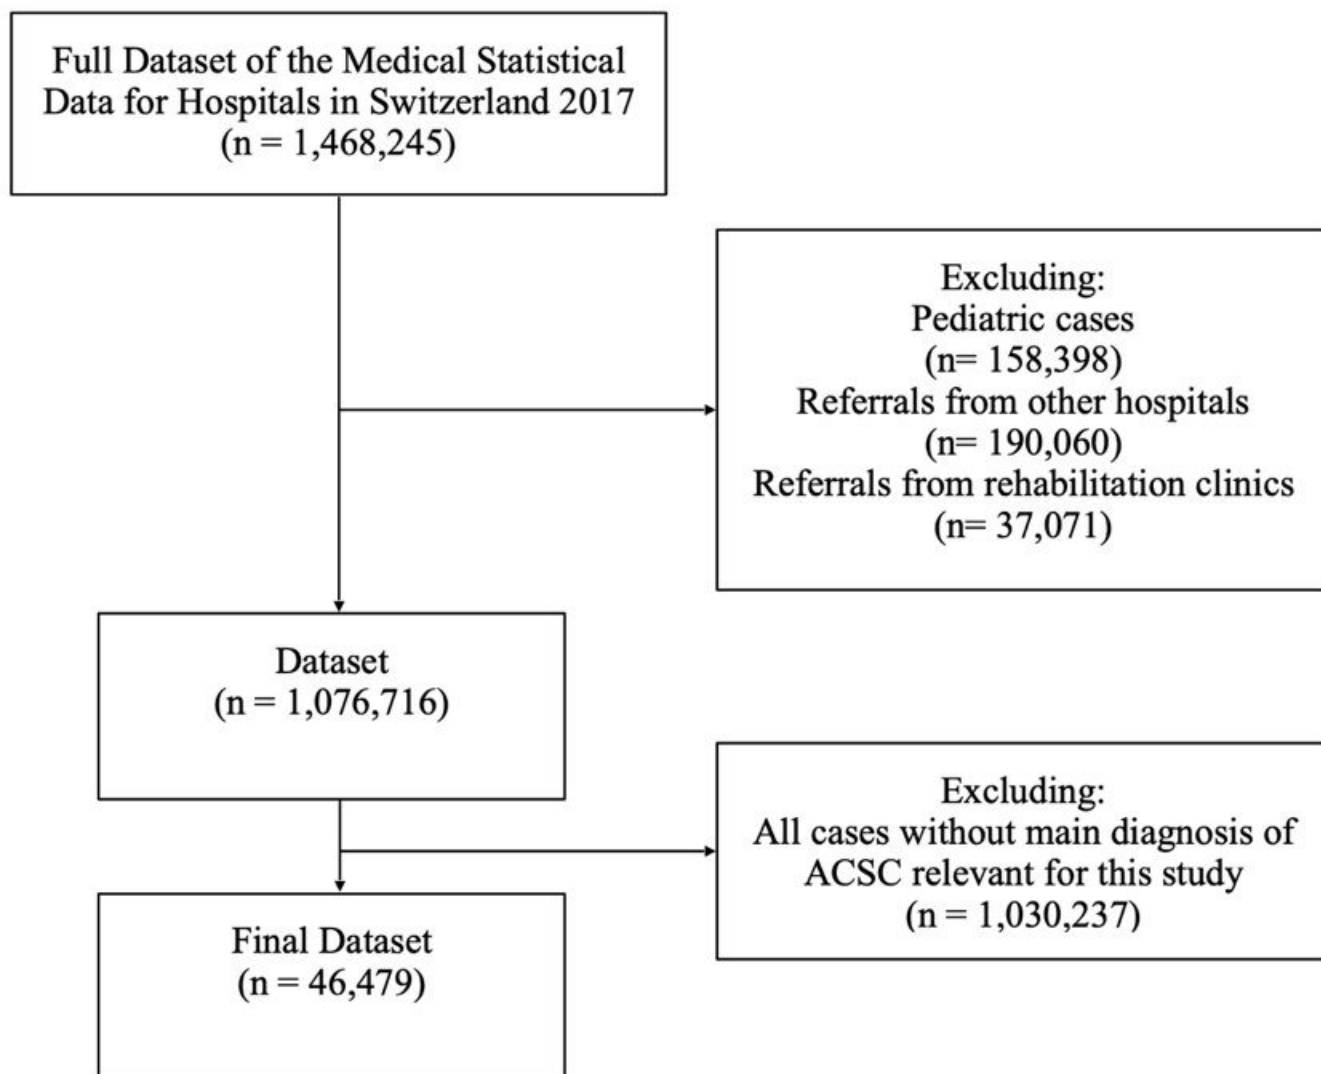 Full Dataset of the Medical Statistical
Data for Hospitals in Switzerland 2017
(n = 1,468,245)
Excluding:
Pediatric cases
(n= 158,398)
Referrals from other hospitals
(n= 190,060)
Referrals from rehabilitation clinics
(n= 37,071)
Dataset
(n = 1,076,716)
Excluding:
All cases without main diagnosis of
ACSC relevant for this study
(n = 1,030,237)
Final Dataset
(n = 46,479)